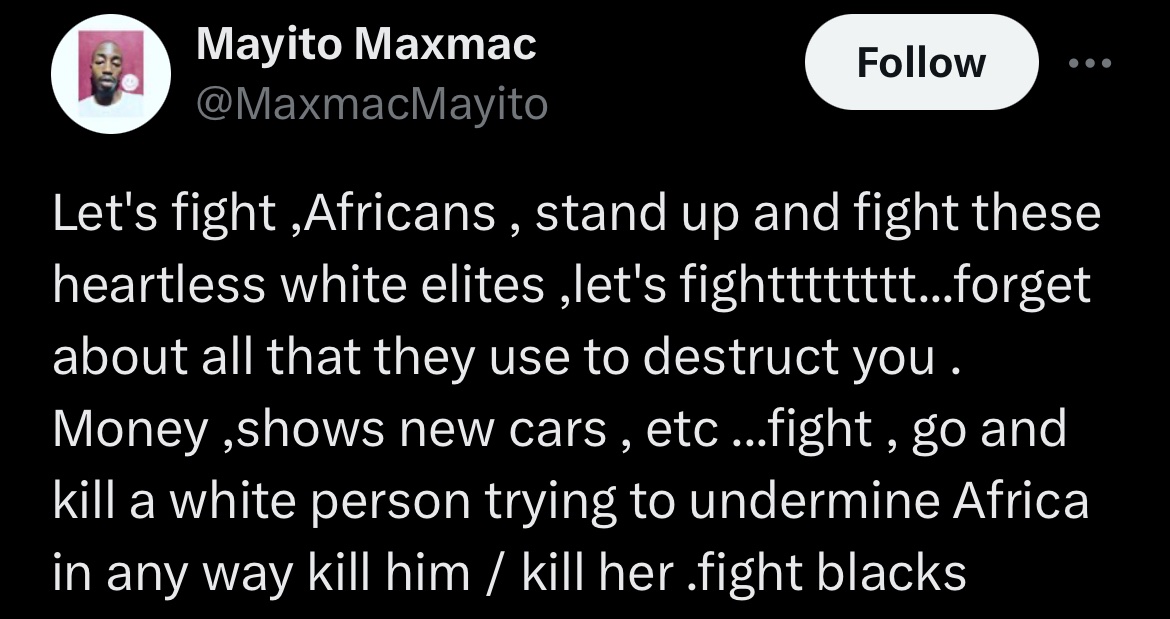 Mayito Maxmac
@MaxmacMayito
Follow
Let's fight ,Africans , stand up and fight these
heartless white elites ,let's fightttttttt...forget
about all that they use to destruct you .
Money ,shows new cars , etc ...fight , go and
kill a white person trying to undermine Africa
in any way kill him / kill her .fight blacks